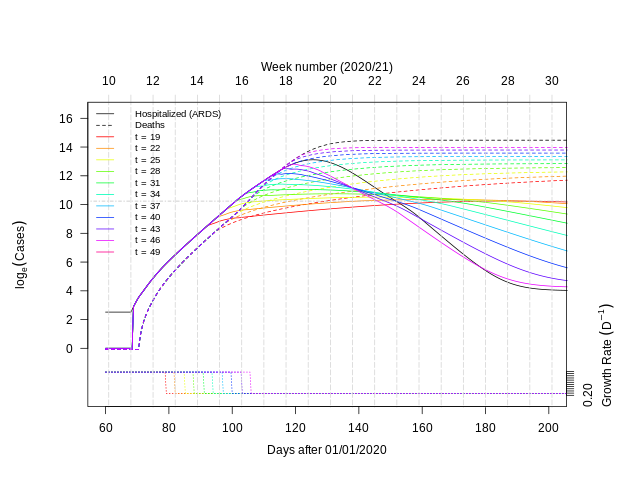 Week number (2020/21)
10 12 14 16 18 20 22 24 26 28 30
Hospitalized (ARDS)
Deaths
t = 19
t = 22
t = 25
t = 28
t = 31
t = 34
t = 37
t = 40
t = 43
t = 46
t = 49
16
14
12
10
8
6
4
2
0
logₑ(Cases)
0.20
Growth Rate (D⁻¹)
60 80 100 120 140 160 180 200
Days after 01/01/2020